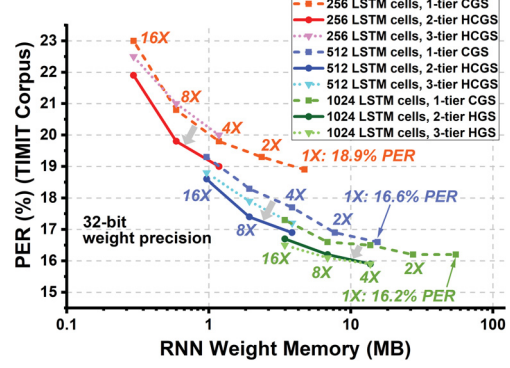 256 LSTM cells, 1-tier CGS
256 LSTM cells, 2-tier HCGS
256 LSTM cells, 3-tier HCGS
512 LSTM cells, 1-tier CGS
512 LSTM cells, 2-tier HCGS
512 LSTM cells, 3-tier HCGS
1024 LSTM cells, 1-tier CGS
1024 LSTM cells, 2-tier HGS
1024 LSTM cells, 3-tier HGS
PER (%) (TIMIT Corpus)
23
22
21
20
19
18
17
16
15
16X
8X
4X
2X
1X: 18.9% PER
16X
8X
4X
2X
1X: 16.6% PER
16X
8X
4X
2X
1X: 16.2% PER
32-bit
weight precision
0.1
1
10
100
RNN Weight Memory (MB)